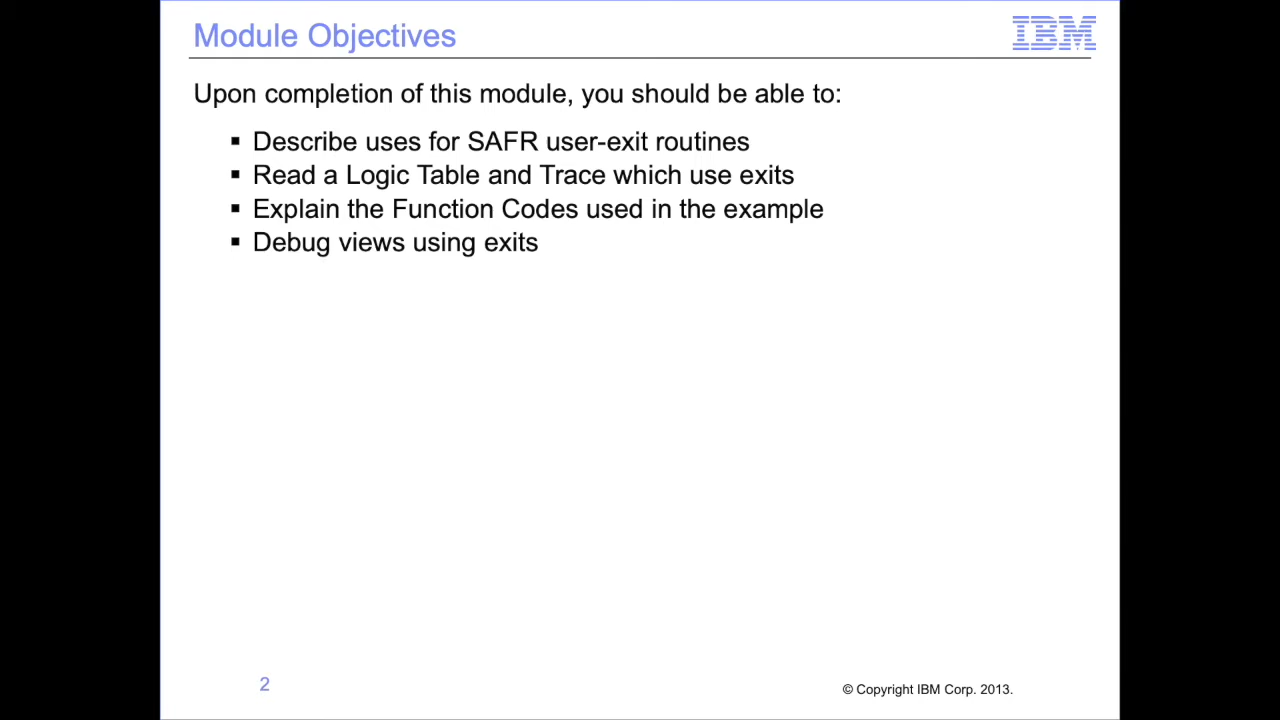 Module Objectives
IBM
Upon completion of this module, you should be able to:
▪ Describe uses for SAFR user-exit routines
▪ Read a Logic Table and Trace which use exits
▪ Explain the Function Codes used in the example
▪ Debug views using exits
2
© Copyright IBM Corp. 2013.